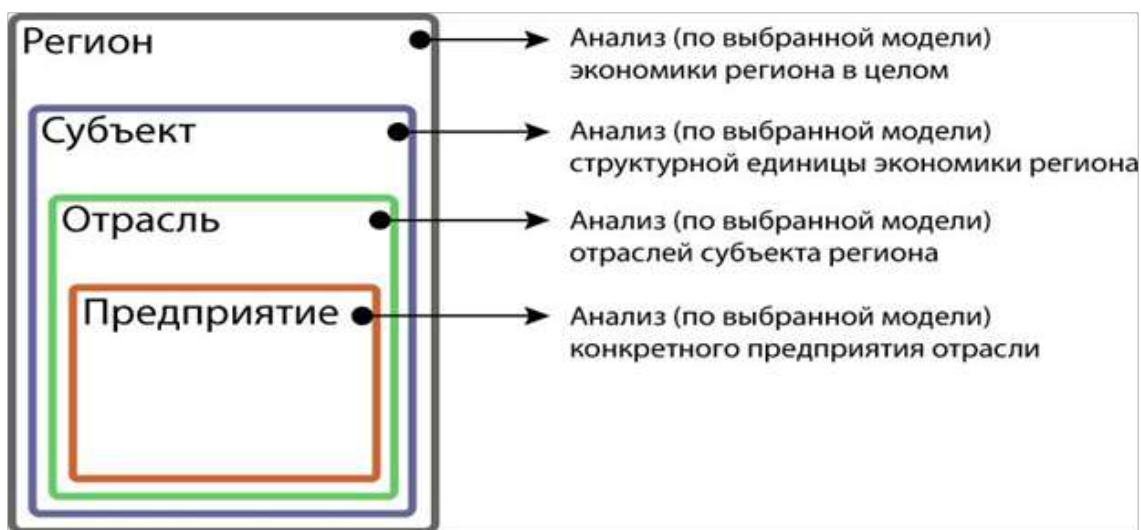 Регион
Анализ (по выбранной модели)
экономики региона в целом
Субъект
Анализ (по выбранной модели)
структурной единицы экономики региона
Отрасль
Анализ (по выбранной модели)
отраслей субъекта региона
Предприятие
Анализ (по выбранной модели)
конкретного предприятия отрасли